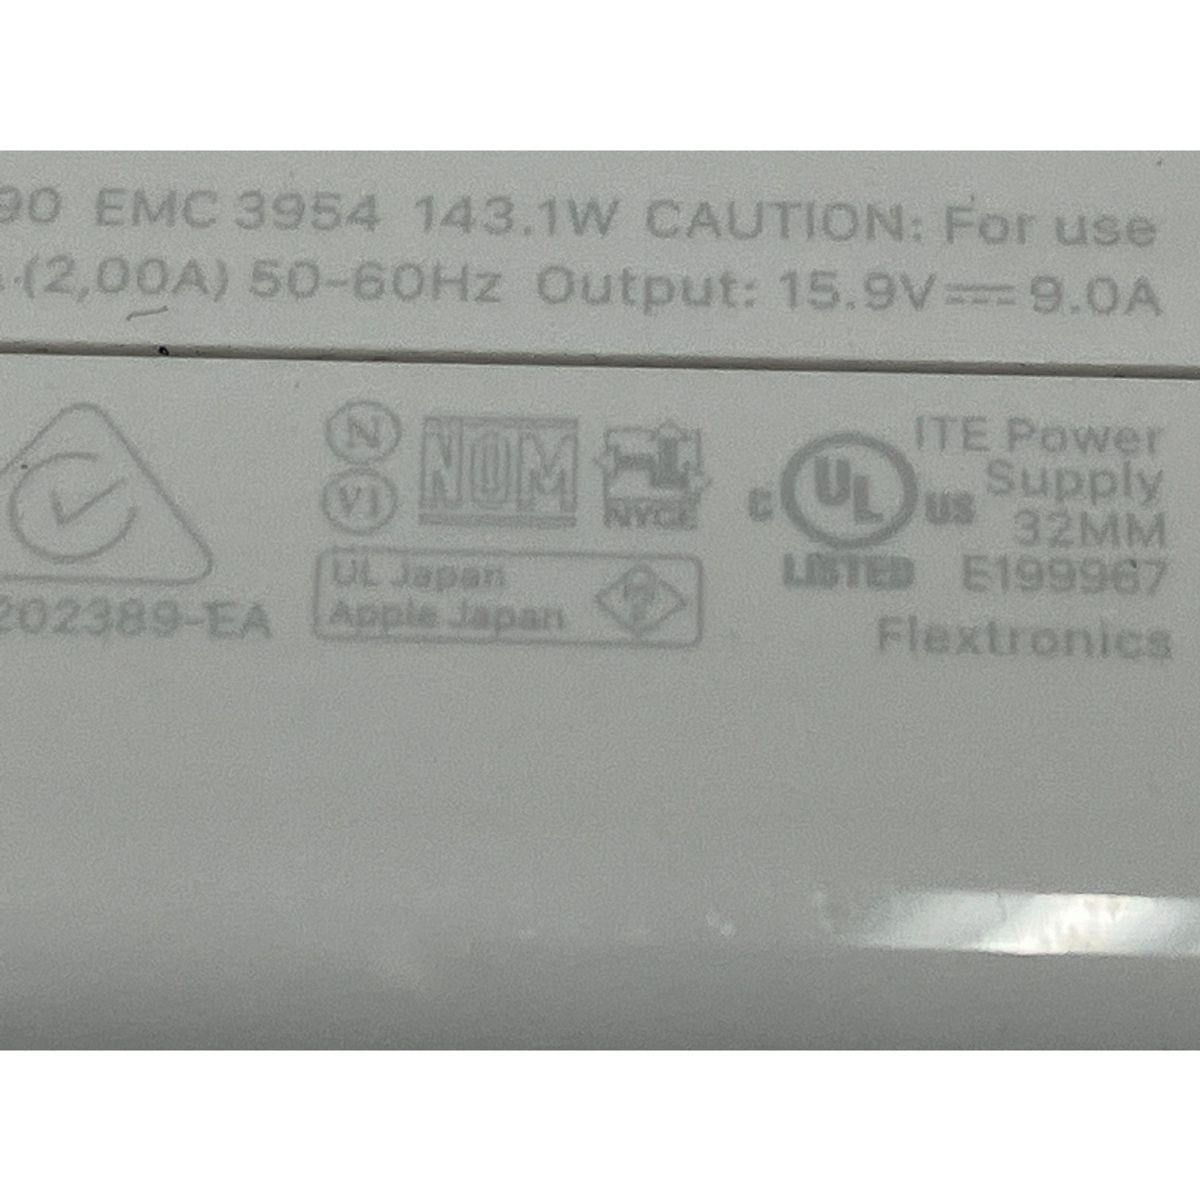 90 EMC 3954 143.1W CAUTION: For use
(2,00A) 50-60Hz Output: 15.9V⎓9.0A
N
VI
NOM
NYCE
UL Japan
Apple Japan
202389-EA
C UL US
LISTED
ITE Power
Supply
32MM
E199967
Flextronics